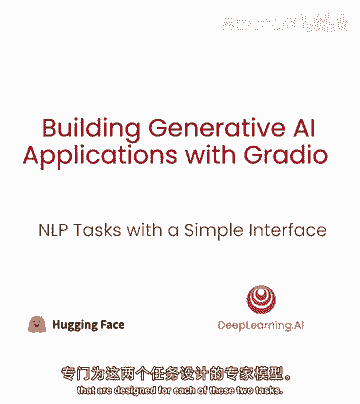 Building Generative AI
Applications with Gradio
NLP Tasks with a Simple Interface
Hugging Face
DeepLearning.AI
专门为这两个任务设计的专家模型。
that are designed for each of these two tasks.